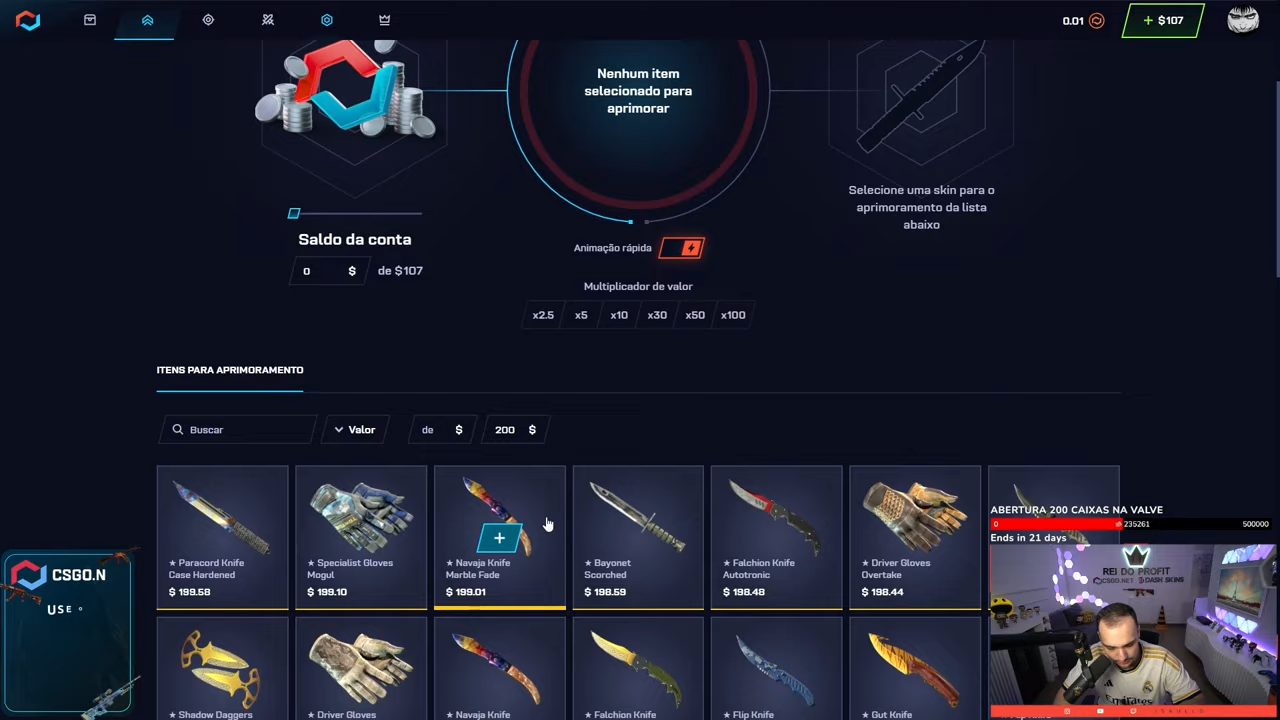 0.01
+ $107
Nenhum item
selecionado para
aprimorar
Selecione uma skin para o
aprimoramento da lista
abaixo
Animação rápida
Saldo da conta
0 $ de $107
Multiplicador de valor
x2.5 x5 x10 x30 x50 x100
ITENS PARA APRIMORAMENTO
Buscar
Valor
de $
200 $
★ Paracord Knife
Case Hardened
$ 199.58
★ Specialist Gloves
Mogul
$ 199.10
★ Navaja Knife
Marble Fade
$ 199.01
★ Bayonet
Scorched
$ 198.59
★ Falchion Knife
Autotronic
$ 198.48
★ Driver Gloves
Overtake
$ 198.44
ABERTURA 200 CAIXAS NA VALVE
0 235261 500000
Ends in 21 days
REI DO PROFIT
CSGO.NET DASH SKINS
CSGO.N
USE
★ Shadow Daggers
★ Driver Gloves
★ Navaja Knife
★ Falchion Knife
★ Flip Knife
★ Gut Knife